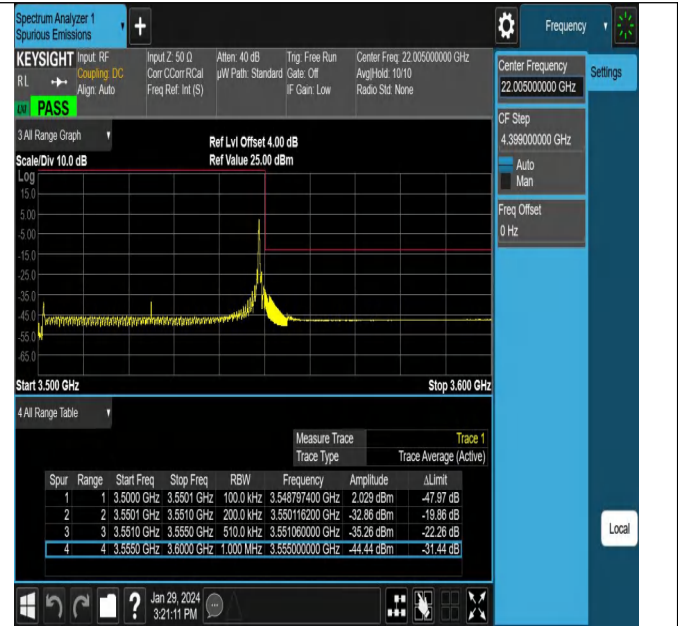 Spectrum Analyzer 1
Spurious Emissions
Frequency
KEYSIGHT Input: RF Input Z: 50 Ω Atten: 40 dB Trig: Free Run Center Freq: 22.005000000 GHz
RL Coupling: DC Corr CCorr RCal µW Path: Standard Gate: Off Avg|Hold: 10/10
Align: Auto Freq Ref: Int (S) IF Gain: Low Radio Std: None
PASS
Center Frequency
22.005000000 GHz
Settings
CF Step
4.399000000 GHz
Auto
Man
Freq Offset
0 Hz
3 All Range Graph
Ref Lvl Offset 4.00 dB
Scale/Div 10.0 dB Ref Value 25.00 dBm
Log
15.0
5.00
-5.00
-15.0
-25.0
-35.0
-45.0
-55.0
-65.0
Start 3.500 GHz Stop 3.600 GHz
4 All Range Table
Measure Trace Trace 1
Trace Type Trace Average (Active)
Spur Range Start Freq Stop Freq RBW Frequency Amplitude ΔLimit
1 1 3.5000 GHz 3.5501 GHz 100.0 kHz 3.548797400 GHz 2.029 dBm -47.97 dB
2 2 3.5501 GHz 3.5510 GHz 200.0 kHz 3.550116200 GHz -32.86 dBm -19.86 dB
3 3 3.5510 GHz 3.5550 GHz 510.0 kHz 3.551060000 GHz -35.26 dBm -22.26 dB
4 4 3.5550 GHz 3.6000 GHz 1.000 MHz 3.555000000 GHz -44.44 dBm -31.44 dB
Local
Jan 29, 2024
3:21:11 PM